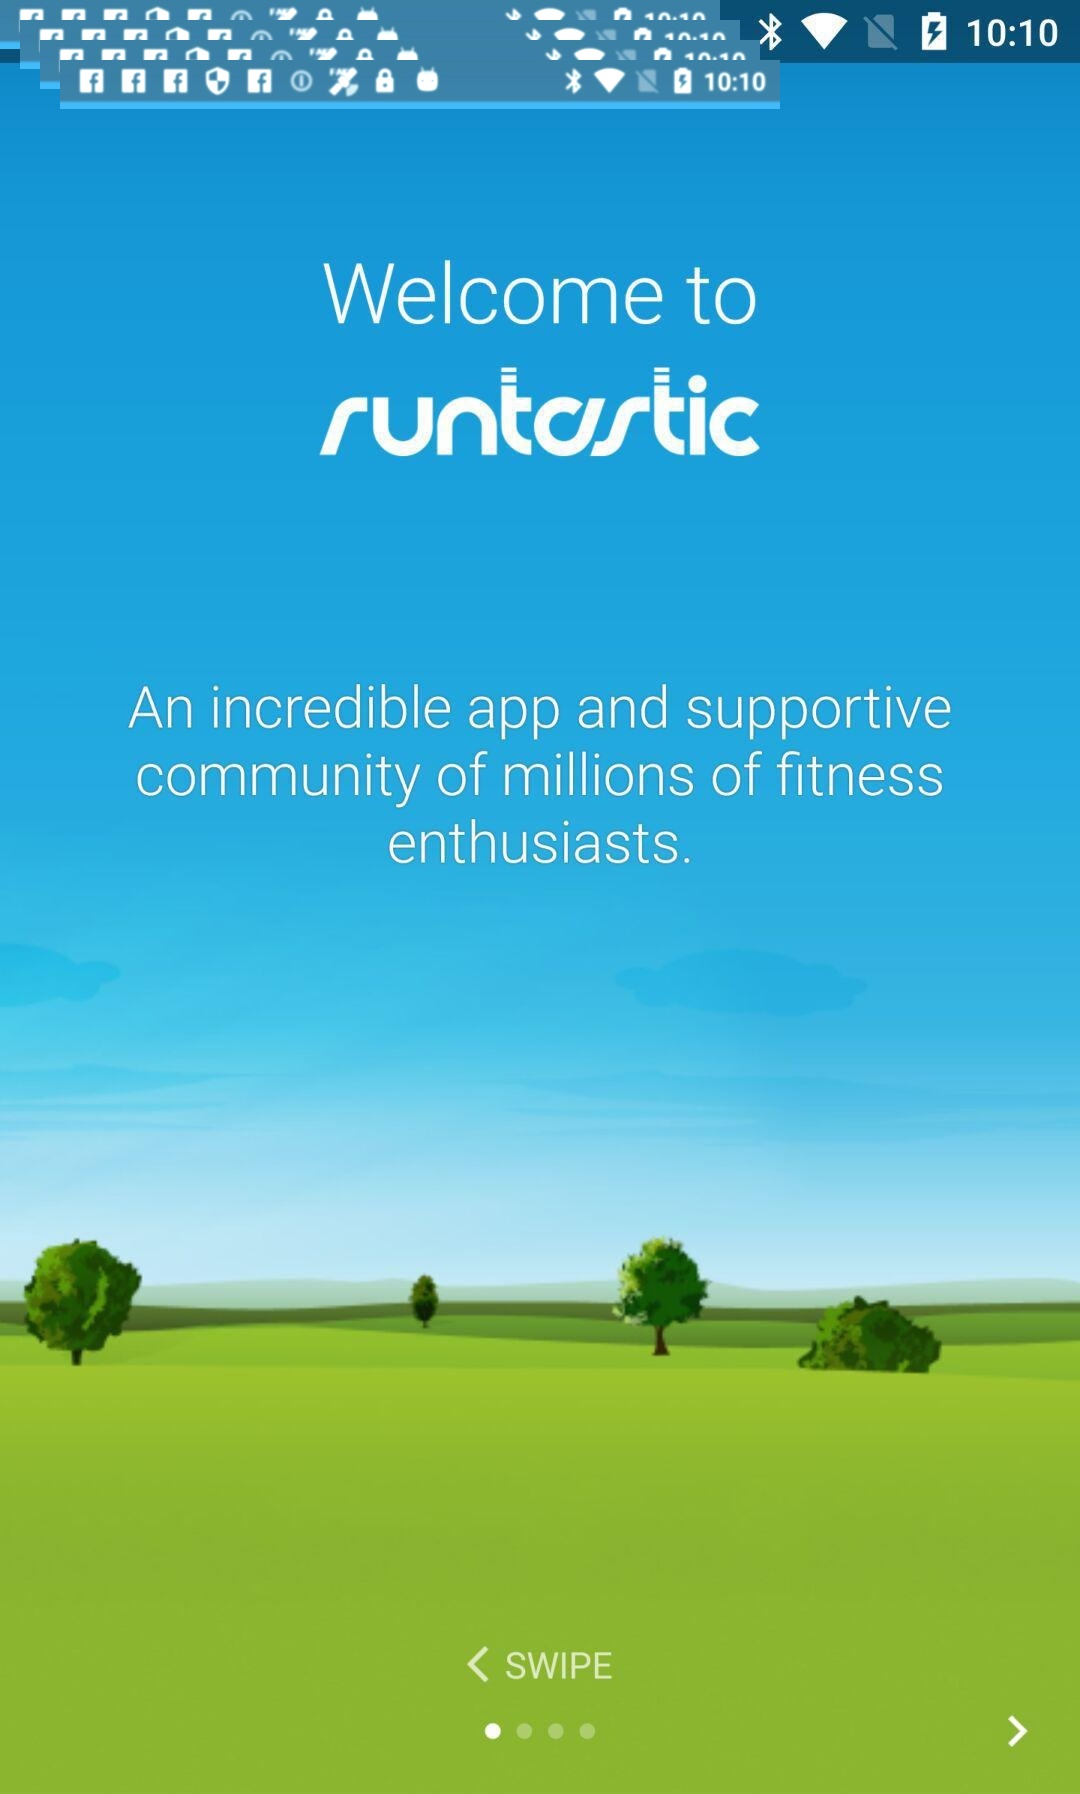 10:10
10:10
Welcome to
runtastic
An incredible app and supportive
community of millions of fitness
enthusiasts.
SWIPE